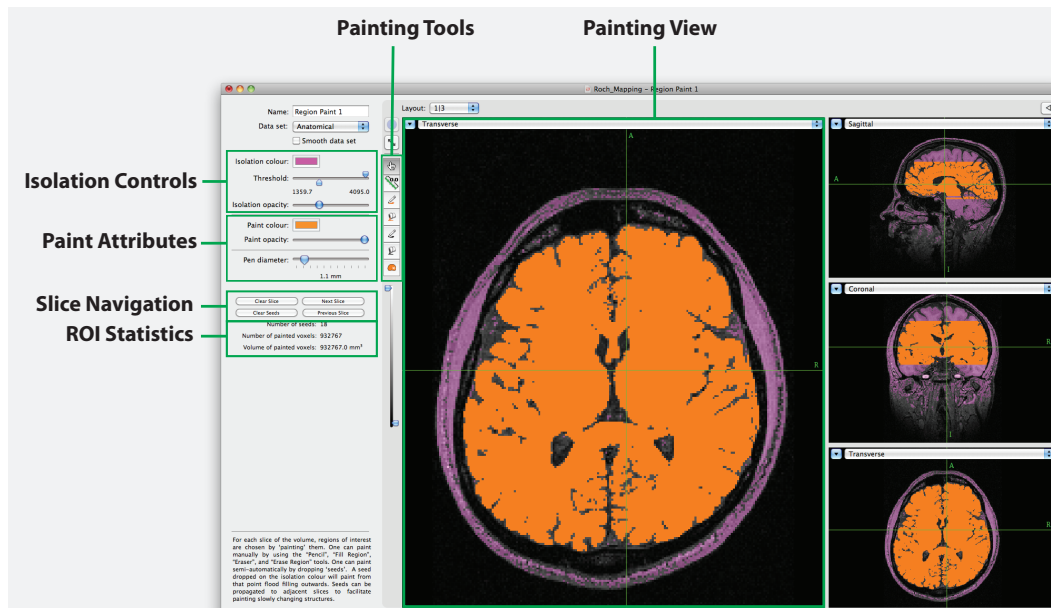 Painting Tools
Painting View
Roch_Mapping – Region Paint 1
Name: Region Paint 1
Data set: Anatomical
Smooth data set
Layout: 1|3
Transverse
Sagittal
A
A
R
I
Isolation Controls
Isolation colour:
Threshold:
1359.7 4095.0
Isolation opacity:
Paint Attributes
Paint colour:
Paint opacity:
Pen diameter:
1.1 mm
Slice Navigation
Clear Slice Next Slice
Clear Seeds Previous Slice
ROI Statistics
Number of seeds: 18
Number of painted voxels: 932767
Volume of painted voxels: 932767.0 mm³
Coronal
R
I
Transverse
A
R
For each slice of the volume, regions of interest
are chosen by 'painting' them. One can paint
manually by using the "Pencil", "Fill Region",
"Eraser", and "Erase Region" tools. One can paint
semi-automatically by dropping 'seeds'. A seed
dropped on the isolation colour will paint from
that point flood filling outwards. Seeds can be
propagated to adjacent slices to facilitate
painting slowly changing structures.